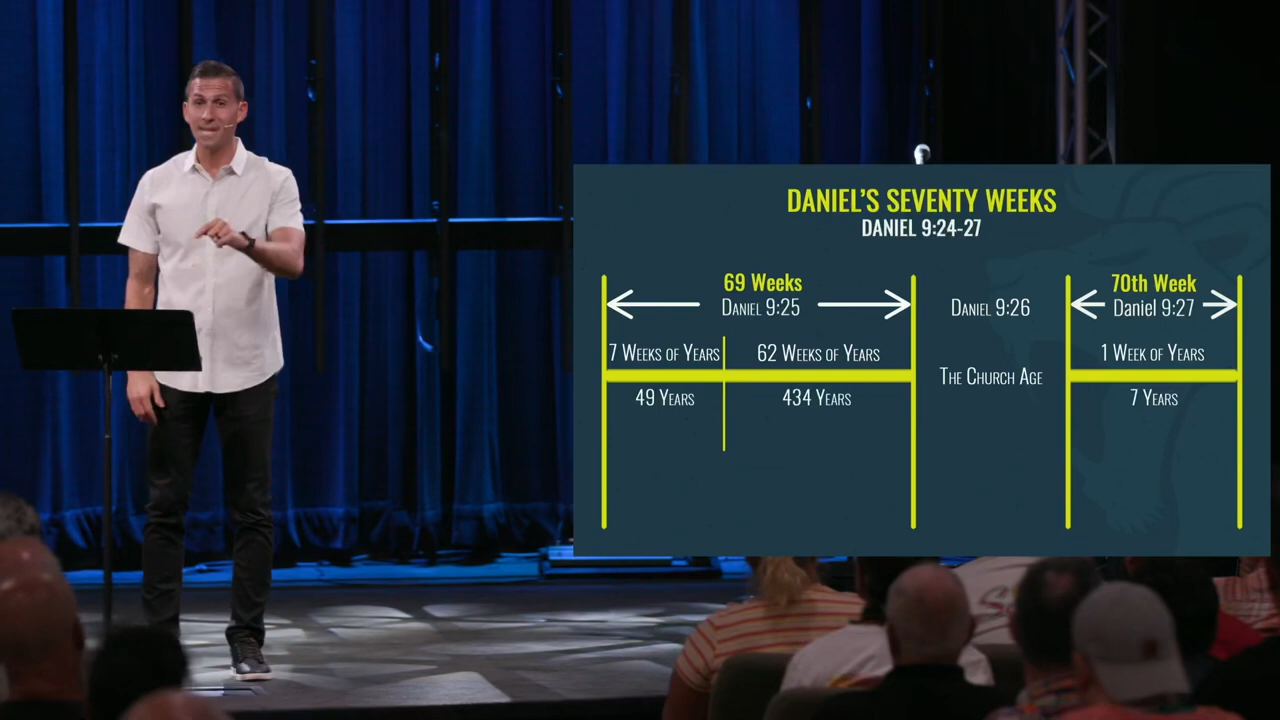 DANIEL'S SEVENTY WEEKS
DANIEL 9:24-27
69 Weeks
DANIEL 9:25
7 WEEKS OF YEARS
62 WEEKS OF YEARS
49 YEARS
434 YEARS
DANIEL 9:26
THE CHURCH AGE
70th Week
Daniel 9:27
1 WEEK OF YEARS
7 YEARS